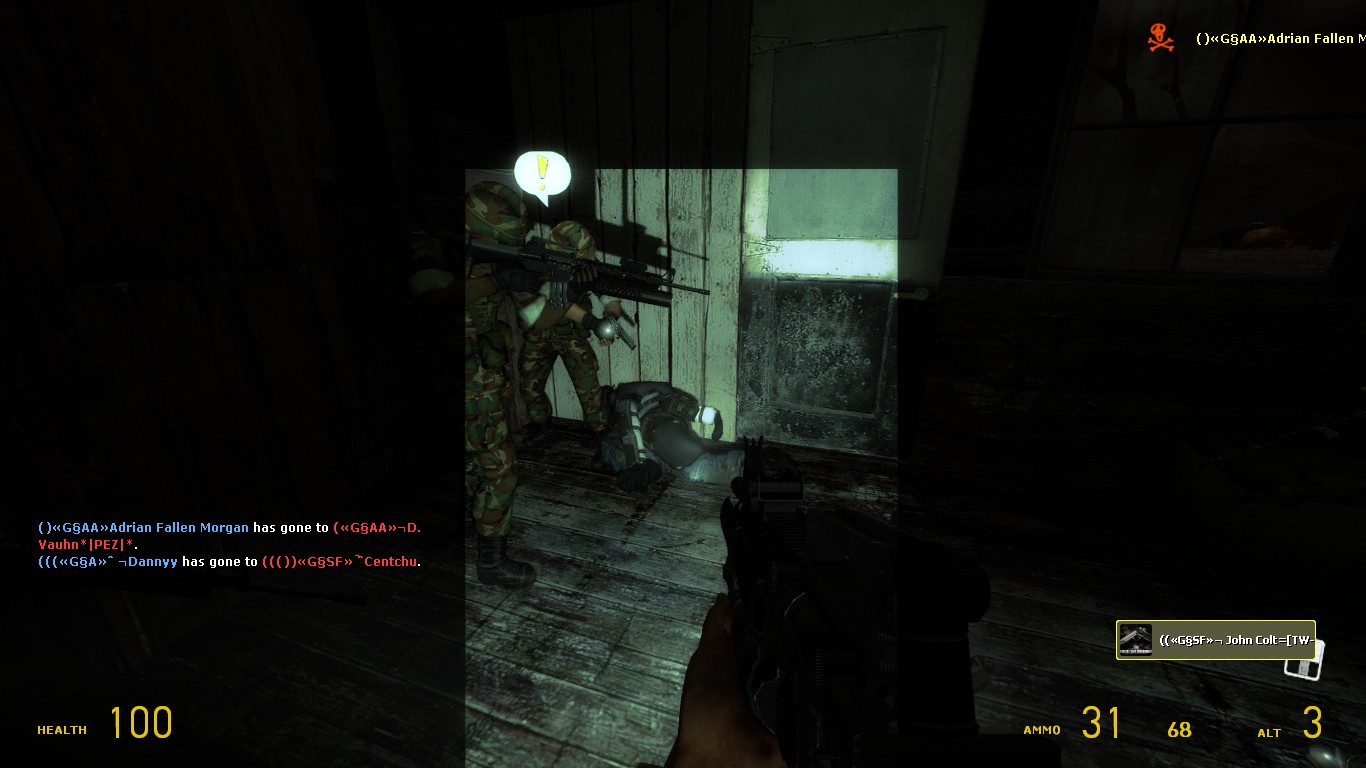 ()«G§AA»Adrian Fallen M
!
()«G§AA»Adrian Fallen Morgan has gone to («G§AA»¬D.
Vauhn*|PEZ|*.
(((«G§A»ˆ ¬Dannyy has gone to ((())«G§SF» Centchu.
((«G§SF»¬ John Colt=[TW-
HEALTH 100
AMMO 31 68 ALT 3